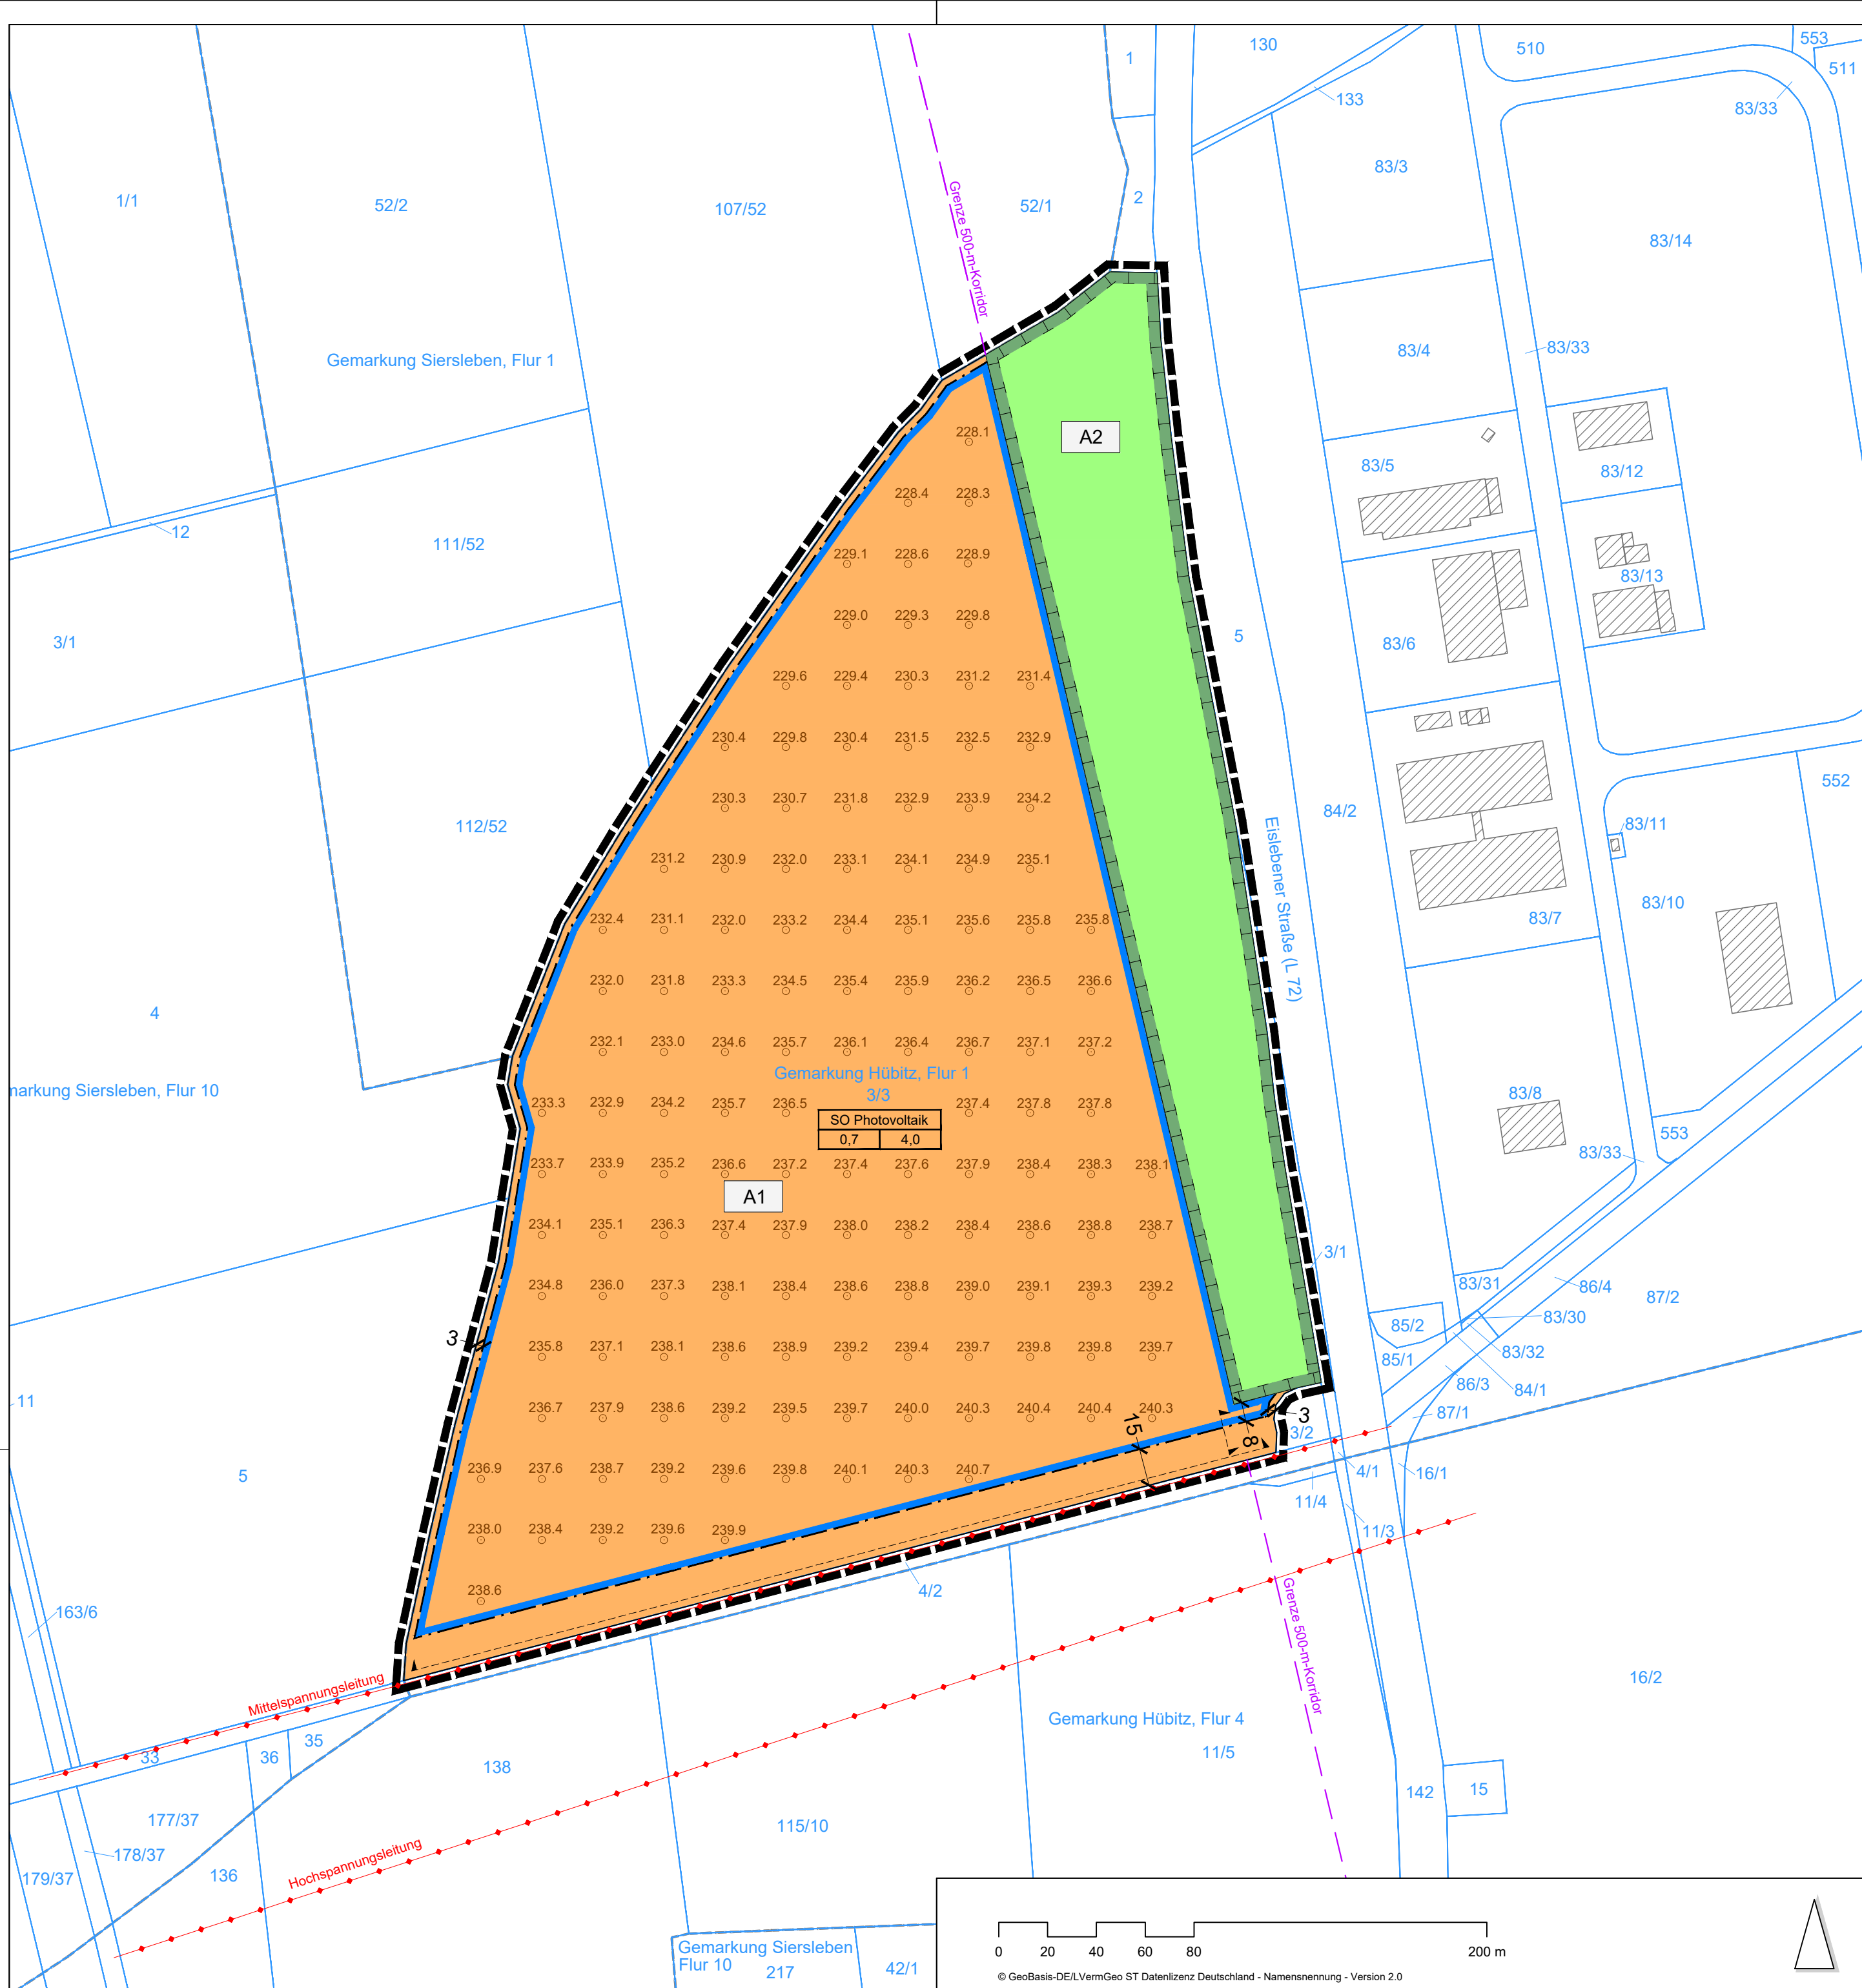 130
510
553
511
1
133
83/33
83/3
1/1
52/2
107/52
52/1
2
83/14
Grenze 500-m-Korridor
Gemarkung Siersleben, Flur 1
83/4
83/33
A2
228.1
83/5
83/12
228.4 228.3
12
111/52
229.1 228.6 228.9
83/13
229.0 229.3 229.8
3/1
5
83/6
229.6 229.4 230.3 231.2 231.4
230.4 229.8 230.4 231.5 232.5 232.9
552
230.3 230.7 231.8 232.9 233.9 234.2
84/2
83/11
112/52
231.2 230.9 232.0 233.1 234.1 234.9 235.1
Eislebener Straße (L 72)
83/10
232.4 231.1 232.0 233.2 234.4 235.1 235.6 235.8 235.8
83/7
232.0 231.8 233.3 234.5 235.4 235.9 236.2 236.5 236.6
4
232.1 233.0 234.6 235.7 236.1 236.4 236.7 237.1 237.2
Gemarkung Hübitz, Flur 1
3/3
narkung Siersleben, Flur 10
83/8
233.3 232.9 234.2 235.7 236.5 237.4 237.8 237.8
SO Photovoltaik
0,7 4,0
553
83/33
233.7 233.9 235.2 236.6 237.2 237.4 237.6 237.9 238.4 238.3 238.1
A1
234.1 235.1 236.3 237.4 237.9 238.0 238.2 238.4 238.6 238.8 238.7
3/1
83/31
86/4
87/2
234.8 236.0 237.3 238.1 238.4 238.6 238.8 239.0 239.1 239.3 239.2
85/2
83/30
3
235.8 237.1 238.1 238.6 238.9 239.2 239.4 239.7 239.8 239.8 239.7
85/1
83/32
86/3
84/1
11
236.7 237.9 238.6 239.2 239.5 239.7 240.0 240.3 240.4 240.4 240.3
15
8
3
3/2
87/1
236.9 237.6 238.7 239.2 239.6 239.8 240.1 240.3 240.7
5
4/1
16/1
11/4
11/3
238.0 238.4 239.2 239.6 239.9
238.6
4/2
163/6
Grenze 500-m-Korridor
16/2
Mittelspannungsleitung
Gemarkung Hübitz, Flur 4
11/5
33
36
35
138
142
15
177/37
115/10
178/37
Hochspannungsleitung
179/37
136
Gemarkung Siersleben
Flur 10
217
42/1
0 20 40 60 80 200 m
© GeoBasis-DE/LVermGeo ST Datenlizenz Deutschland - Namensnennung - Version 2.0